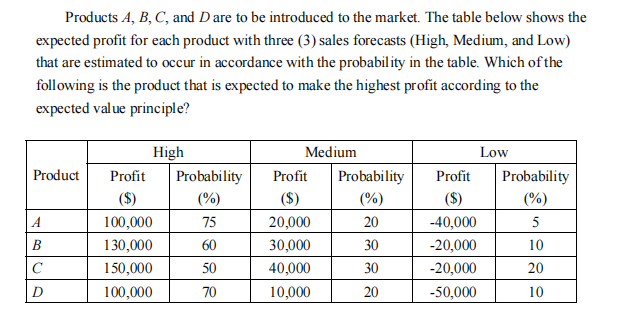 Products A, B, C, and D are to be introduced to the market. The table below shows the
expected profit for each product with three (3) sales forecasts (High, Medium, and Low)
that are estimated to occur in accordance with the probability in the table. Which of the
following is the product that is expected to make the highest profit according to the
expected value principle?
Product High Medium Low
Profit ($) Probability (%) Profit ($) Probability (%) Profit ($) Probability (%)
A 100,000 75 20,000 20 -40,000 5
B 130,000 60 30,000 30 -20,000 10
C 150,000 50 40,000 30 -20,000 20
D 100,000 70 10,000 20 -50,000 10